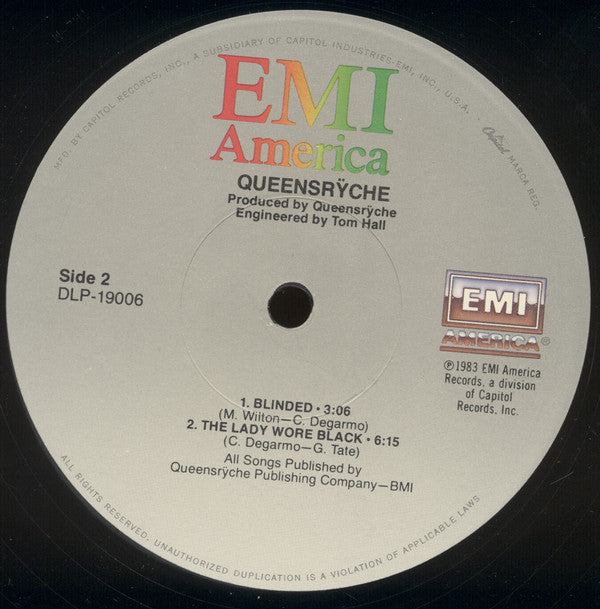 MFD. BY CAPITOL RECORDS, INC., A SUBSIDIARY OF CAPITOL INDUSTRIES-EMI, INC., U.S.A. • Capitol MARCA REG.
EMI
America
QUEENSRŸCHE
Produced by Queensrÿche
Engineered by Tom Hall
Side 2
DLP-19006
EMI
AMERICA®
℗1983 EMI America
Records, a division
of Capitol
Records, Inc.
1. BLINDED • 3:06
(M. Wilton—C. Degarmo)
2. THE LADY WORE BLACK • 6:15
(C. Degarmo—G. Tate)
All Songs Published by
Queensrÿche Publishing Company—BMI
ALL RIGHTS RESERVED. UNAUTHORIZED DUPLICATION IS A VIOLATION OF APPLICABLE LAWS